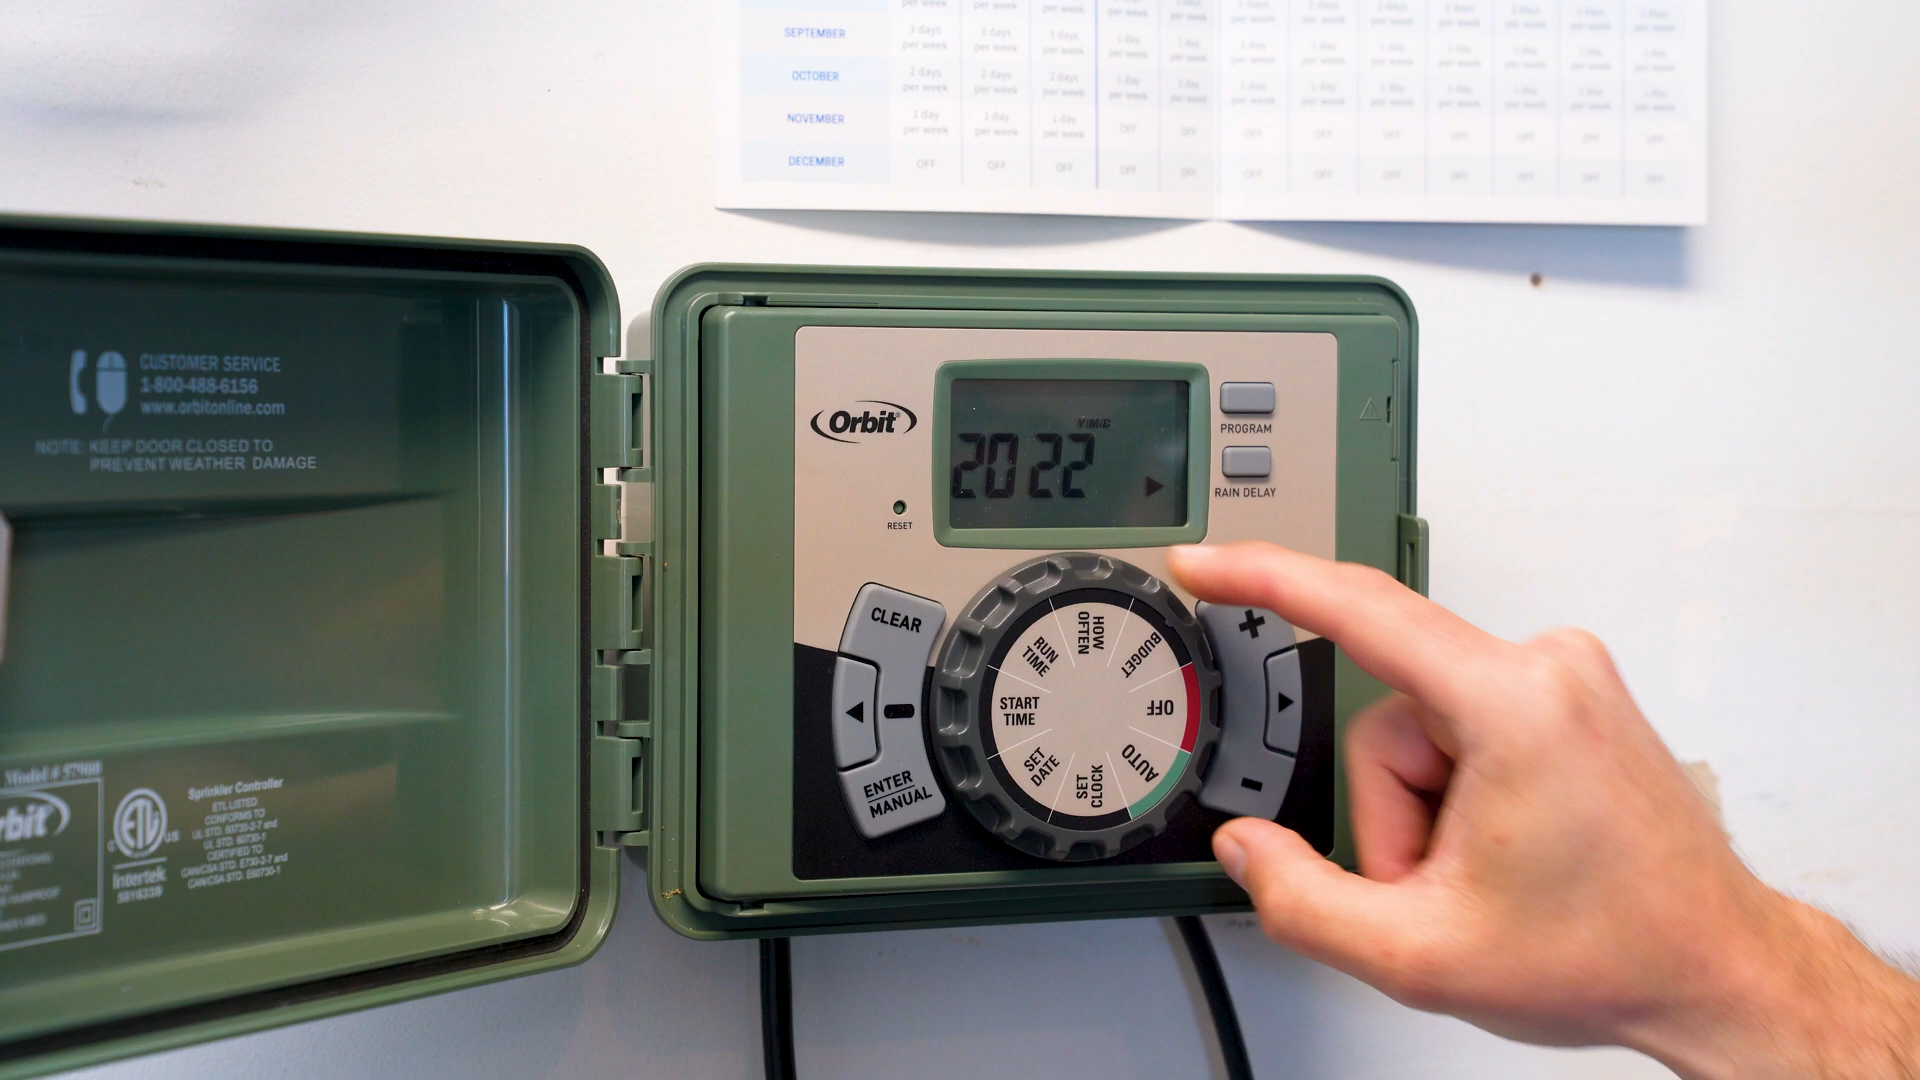 SEPTEMBER 3 days per week 3 days per week 3 days per week 1 day per week 1 day per week 1 day per week 1 day per week 1 day per week 1 day per week 1 day per week 1 day per week 1 day per week
OCTOBER 2 days per week 2 days per week 2 days per week 1 day per week 1 day per week 1 day per week 1 day per week 1 day per week 1 day per week 1 day per week 1 day per week 1 day per week
NOVEMBER 1 day per week 1 day per week 1 day per week OFF OFF OFF OFF OFF OFF OFF OFF OFF
DECEMBER OFF OFF OFF OFF OFF OFF OFF OFF OFF OFF OFF OFF
CUSTOMER SERVICE
1-800-488-6156
www.orbitonline.com
NOTE: KEEP DOOR CLOSED TO
PREVENT WEATHER DAMAGE
Model # 57900
Orbit
ETL
C US
Intertek
5016339
Sprinkler Controller
ETL LISTED
CONFORMS TO
UL STD. 60730-2-7 and
UL STD. 60730-1
CERTIFIED TO
CAN/CSA STD. E730-2-7 and
CAN/CSA STD. E60730-1
Orbit®
RESET
Y/M/D
2022
PROGRAM
RAIN DELAY
CLEAR
ENTER
MANUAL
HOW
OFTEN
BUDGET
OFF
AUTO
SET
CLOCK
SET
DATE
START
TIME
RUN
TIME
+
-